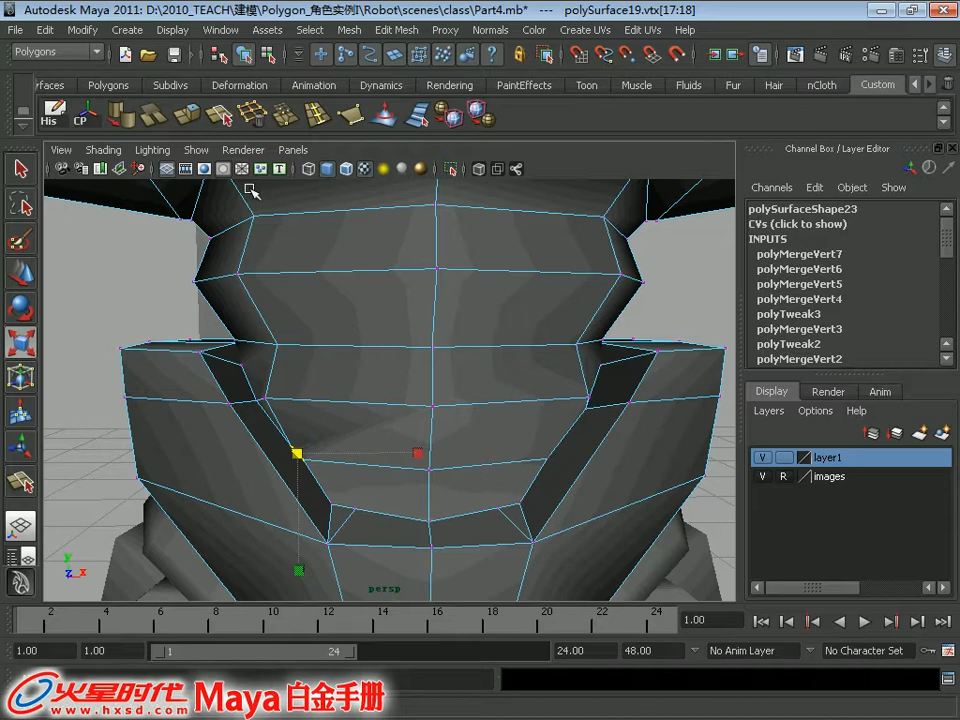 Autodesk Maya 2011: D:\2010_TEACH\建模\Polygon_角色实例\Robot\scenes\class\Part4.mb* --- polySurface19.vtx[17:18]
File Edit Modify Create Display Window Assets Select Mesh Edit Mesh Proxy Normals Color Create UVs Edit UVs Help
Polygons
rfaces Polygons Subdivs Deformation Animation Dynamics Rendering PaintEffects Toon Muscle Fluids Fur Hair nCloth Custom
His CP
View Shading Lighting Show Renderer Panels
Channel Box / Layer Editor
Channels Edit Object Show
polySurfaceShape23
CVs (click to show)
INPUTS
polyMergeVert7
polyMergeVert6
polyMergeVert5
polyMergeVert4
polyTweak3
polyMergeVert3
polyTweak2
polyMergeVert2
Display Render Anim
Layers Options Help
V layer1
V R images
y
z x
persp
2 4 6 8 10 12 14 16 18 20 22 24
1.00
1.00 1.00 1 24 24.00 48.00 No Anim Layer No Character Set
火星时代 Maya 白金手册
www.hxsd.com